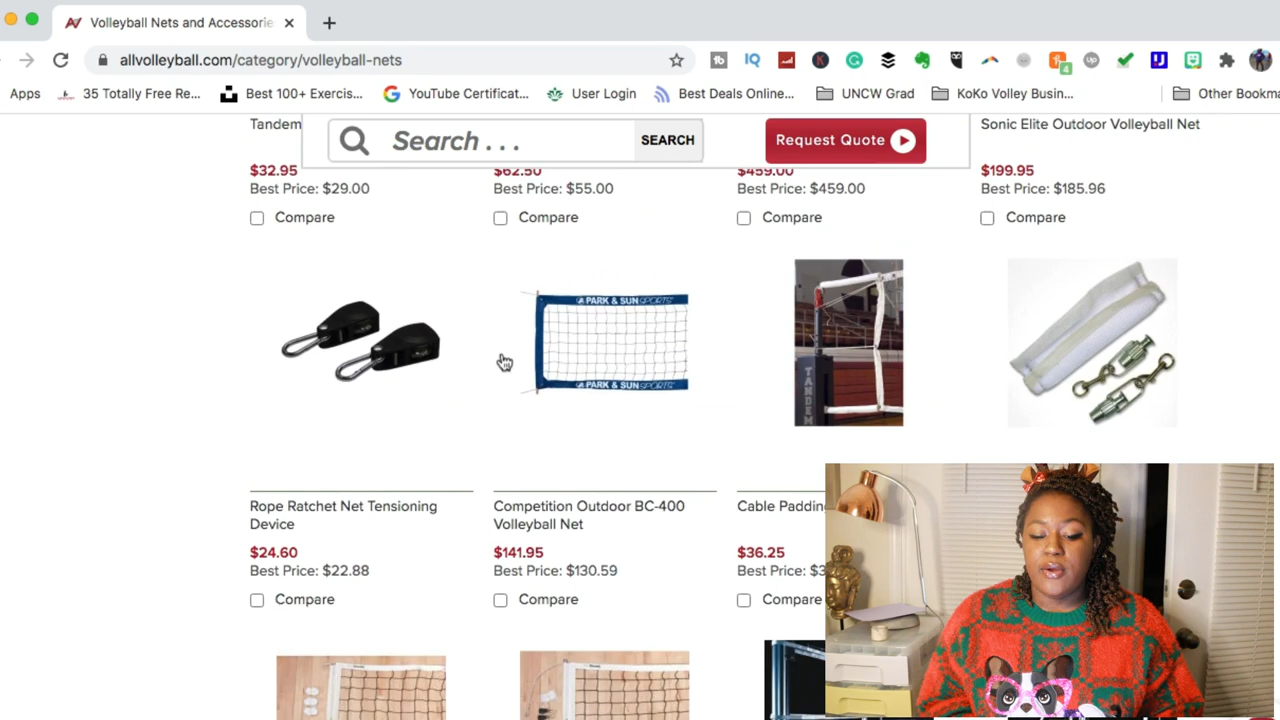 Volleyball Nets and Accessorie
allvolleyball.com/category/volleyball-nets
Apps
35 Totally Free Re...
Best 100+ Exercis...
YouTube Certificat...
User Login
Best Deals Online...
UNCW Grad
KoKo Volley Busin...
Other Bookma
Tandem
Search . . .
SEARCH
Request Quote
Sonic Elite Outdoor Volleyball Net
$32.95
$62.50
$459.00
$199.95
Best Price: $29.00
Best Price: $55.00
Best Price: $459.00
Best Price: $185.96
Compare
Compare
Compare
Compare
PARK & SUN SPORTS
PARK & SUN SPORTS
TANDEM
Rope Ratchet Net Tensioning
Device
$24.60
Best Price: $22.88
Compare
Competition Outdoor BC-400
Volleyball Net
$141.95
Best Price: $130.59
Compare
Cable Paddin
$36.25
Best Price: $3
Compare